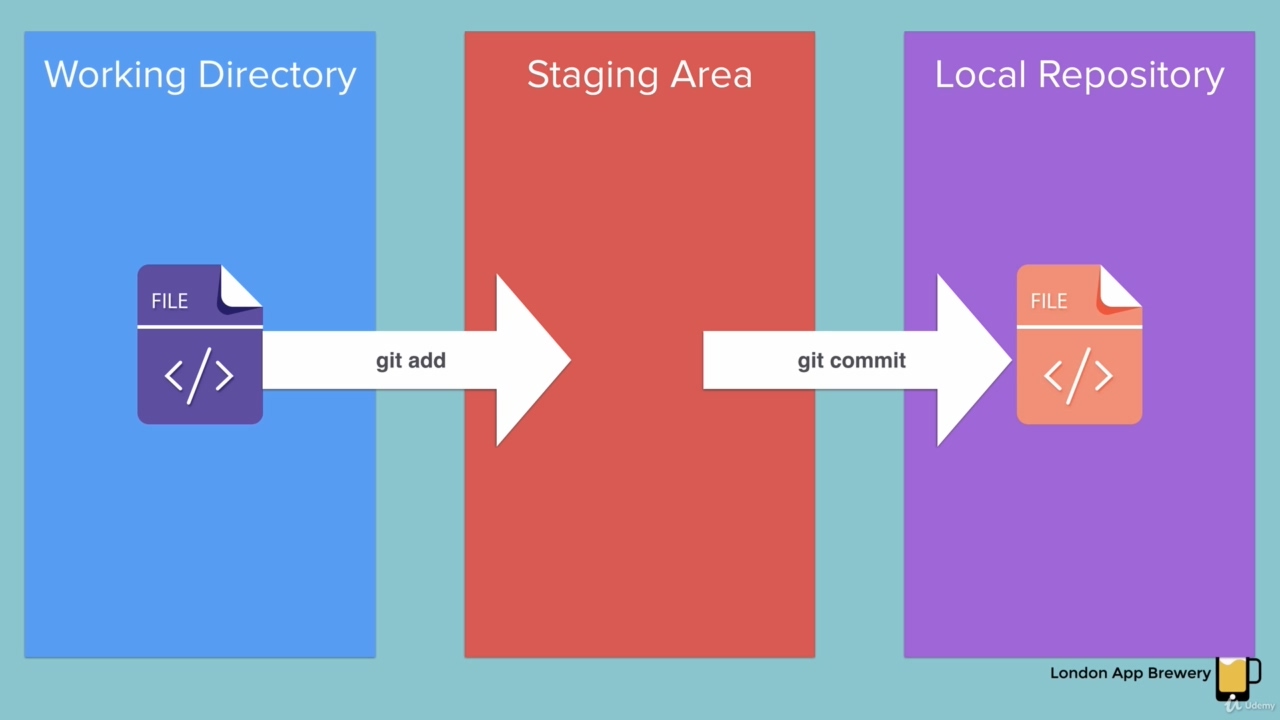 Working Directory
Staging Area
Local Repository
FILE
</>
git add
git commit
FILE
</>
London App Brewery
Udemy